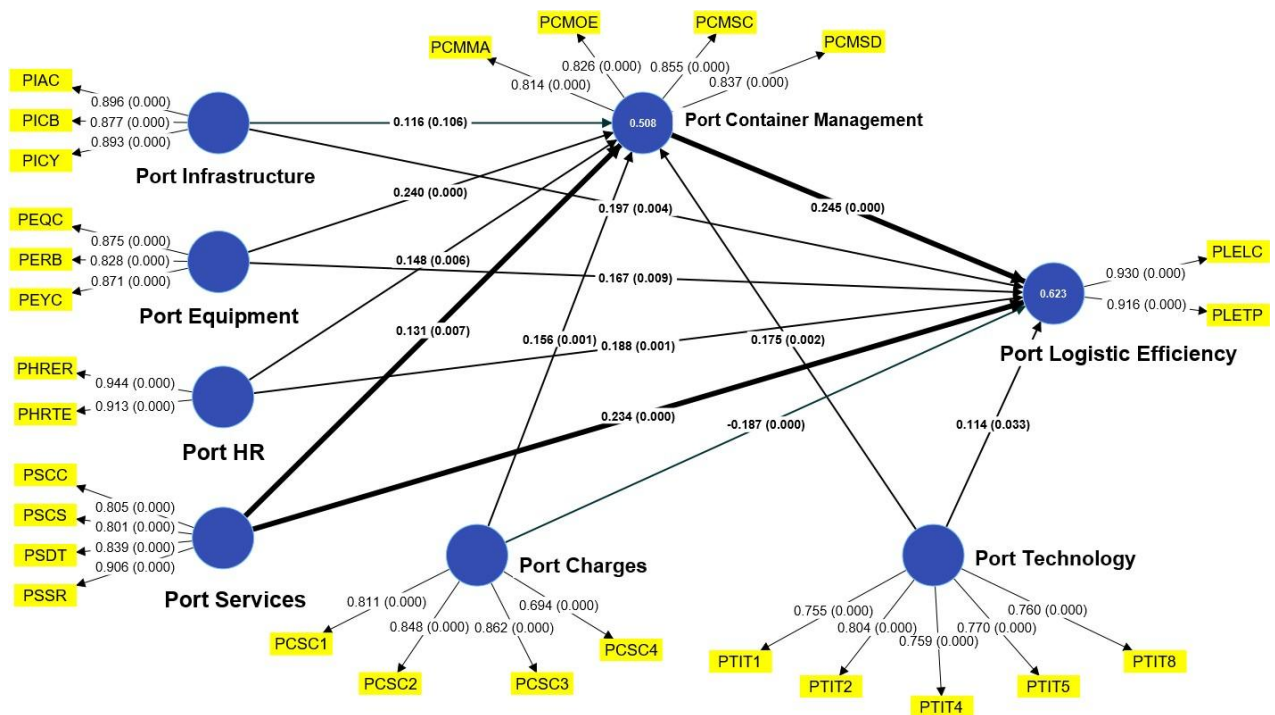 PCMOE
PCMSC
PCMMA
PCMSD
0.826 (0.000)
0.855 (0.000)
0.814 (0.000)
0.837 (0.000)
PIAC
PICB
PICY
0.896 (0.000)
0.877 (0.000)
0.893 (0.000)
Port Infrastructure
0.116 (0.106)
0.508
Port Container Management
PEQC
PERB
PEYC
0.875 (0.000)
0.828 (0.000)
0.871 (0.000)
Port Equipment
0.240 (0.000)
0.197 (0.004)
0.245 (0.000)
0.148 (0.006)
0.167 (0.009)
PLELC
0.930 (0.000)
0.623
0.916 (0.000)
PLETP
Port Logistic Efficiency
0.131 (0.007)
0.156 (0.001)
0.188 (0.001)
0.175 (0.002)
PHRER
0.944 (0.000)
PHRTE
0.913 (0.000)
Port HR
0.234 (0.000)
-0.187 (0.000)
0.114 (0.033)
PSCC
PSCS
PSDT
PSSR
0.805 (0.000)
0.801 (0.000)
0.839 (0.000)
0.906 (0.000)
Port Services
Port Charges
0.811 (0.000)
0.848 (0.000)
0.862 (0.000)
0.694 (0.000)
PCSC1
PCSC2
PCSC3
PCSC4
Port Technology
0.755 (0.000)
0.804 (0.000)
0.759 (0.000)
0.770 (0.000)
0.760 (0.000)
PTIT1
PTIT2
PTIT4
PTIT5
PTIT8